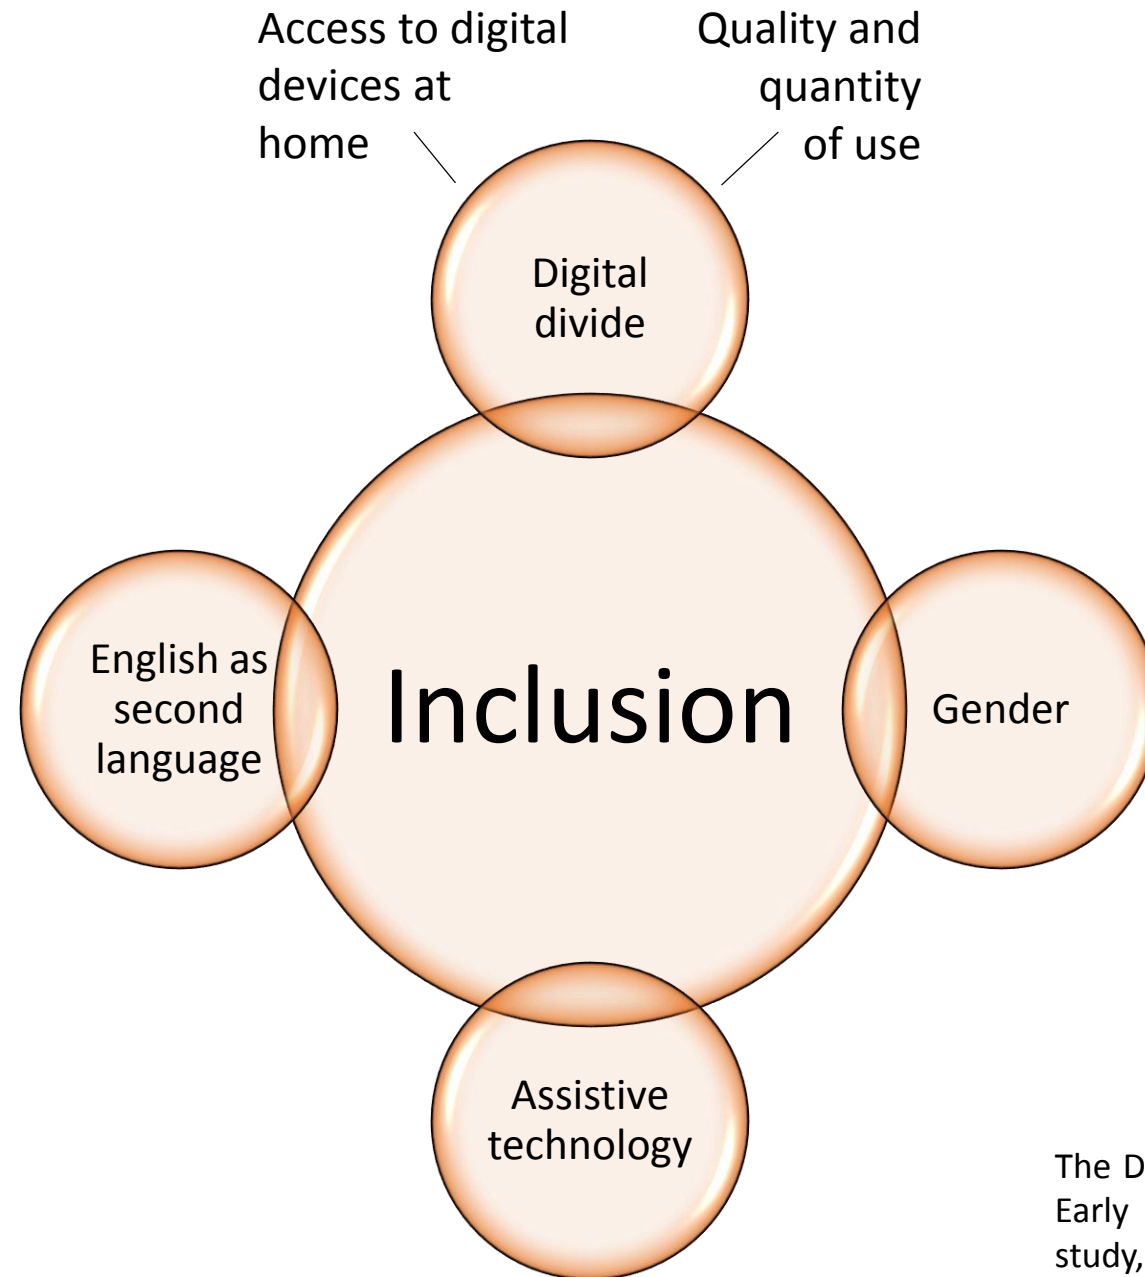 Access to digital
devices at
home
Quality and
quantity
of use
Digital
divide
English as
second
language
Inclusion
Gender
Assistive
technology
The D
Early
study,